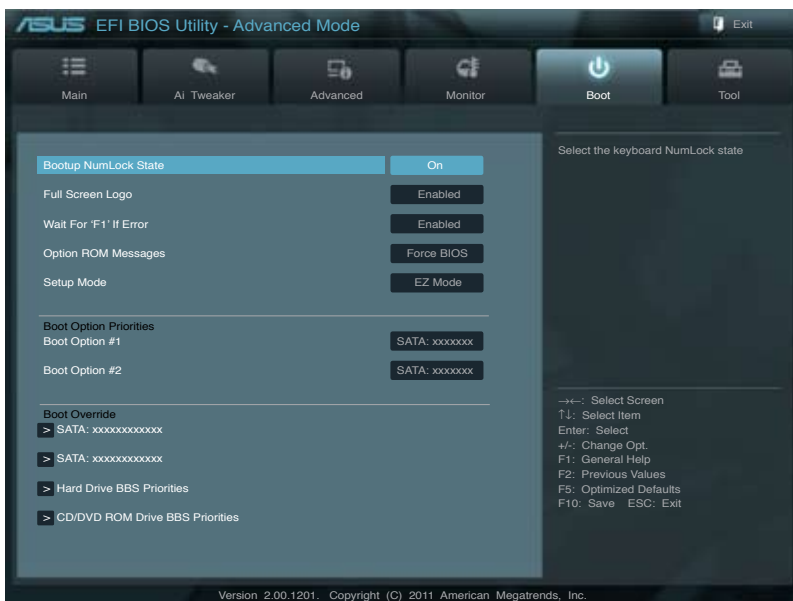 ASUS EFI BIOS Utility - Advanced Mode
Exit
Main
Ai Tweaker
Advanced
Monitor
Boot
Tool
Bootup NumLock State On
Full Screen Logo Enabled
Wait For ‘F1’ If Error Enabled
Option ROM Messages Force BIOS
Setup Mode EZ Mode
Boot Option Priorities
Boot Option #1 SATA: xxxxxxx
Boot Option #2 SATA: xxxxxxx
Boot Override
> SATA: xxxxxxxxxxxx
> SATA: xxxxxxxxxxxx
> Hard Drive BBS Priorities
> CD/DVD ROM Drive BBS Priorities
Select the keyboard NumLock state
→←: Select Screen
↑↓: Select Item
Enter: Select
+/-: Change Opt.
F1: General Help
F2: Previous Values
F5: Optimized Defaults
F10: Save ESC: Exit
Version 2.00.1201. Copyright (C) 2011 American Megatrends, Inc.